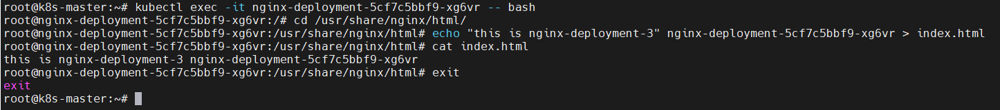 root@k8s-master:~# kubectl exec -it nginx-deployment-5cf7c5bbf9-xg6vr -- bash
root@nginx-deployment-5cf7c5bbf9-xg6vr:/# cd /usr/share/nginx/html/
root@nginx-deployment-5cf7c5bbf9-xg6vr:/usr/share/nginx/html# echo "this is nginx-deployment-3" nginx-deployment-5cf7c5bbf9-xg6vr > index.html
root@nginx-deployment-5cf7c5bbf9-xg6vr:/usr/share/nginx/html# cat index.html
this is nginx-deployment-3 nginx-deployment-5cf7c5bbf9-xg6vr
root@nginx-deployment-5cf7c5bbf9-xg6vr:/usr/share/nginx/html# exit
exit
root@k8s-master:~#